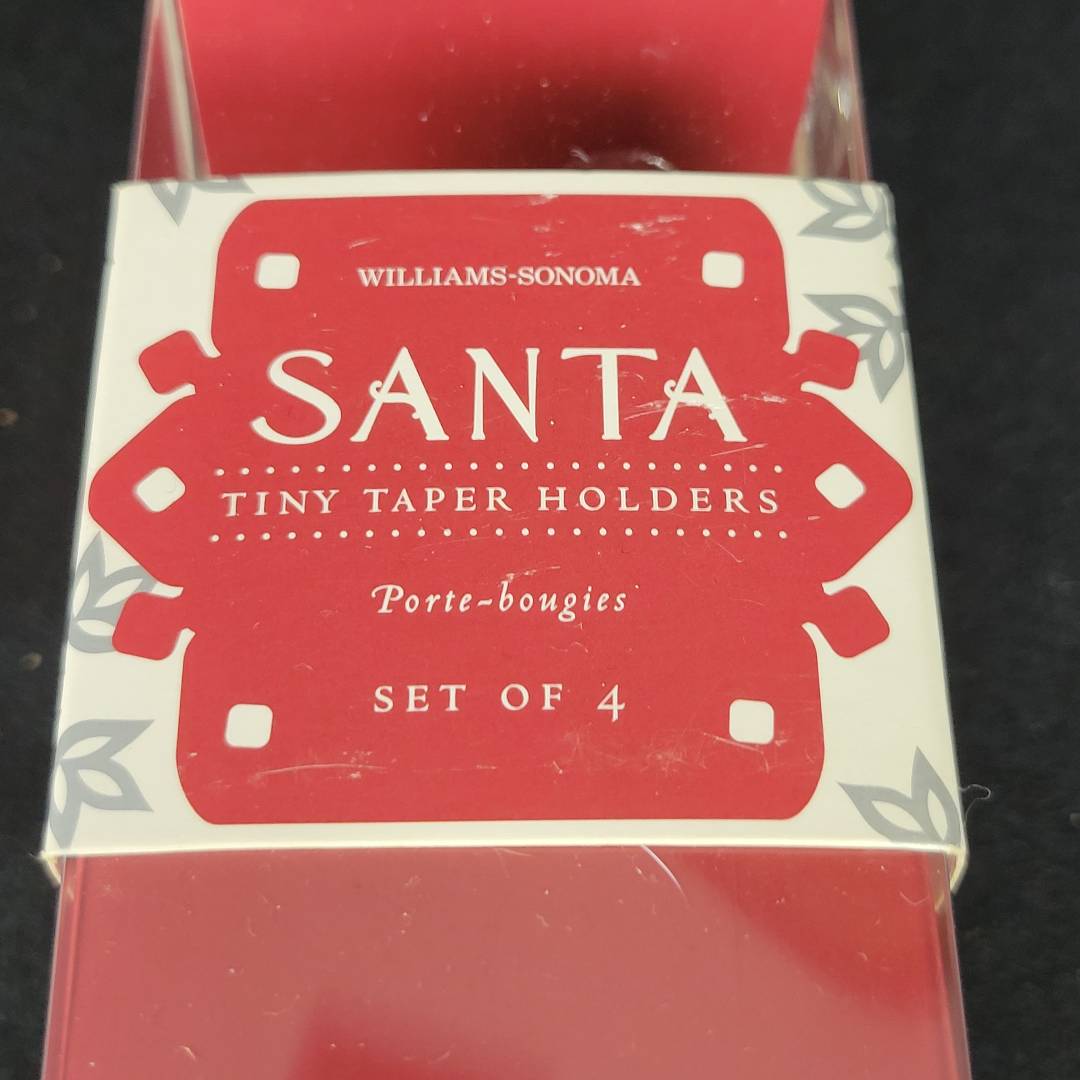 WILLIAMS-SONOMA
SANTA
TINY TAPER HOLDERS
Porte-bougies
SET OF 4